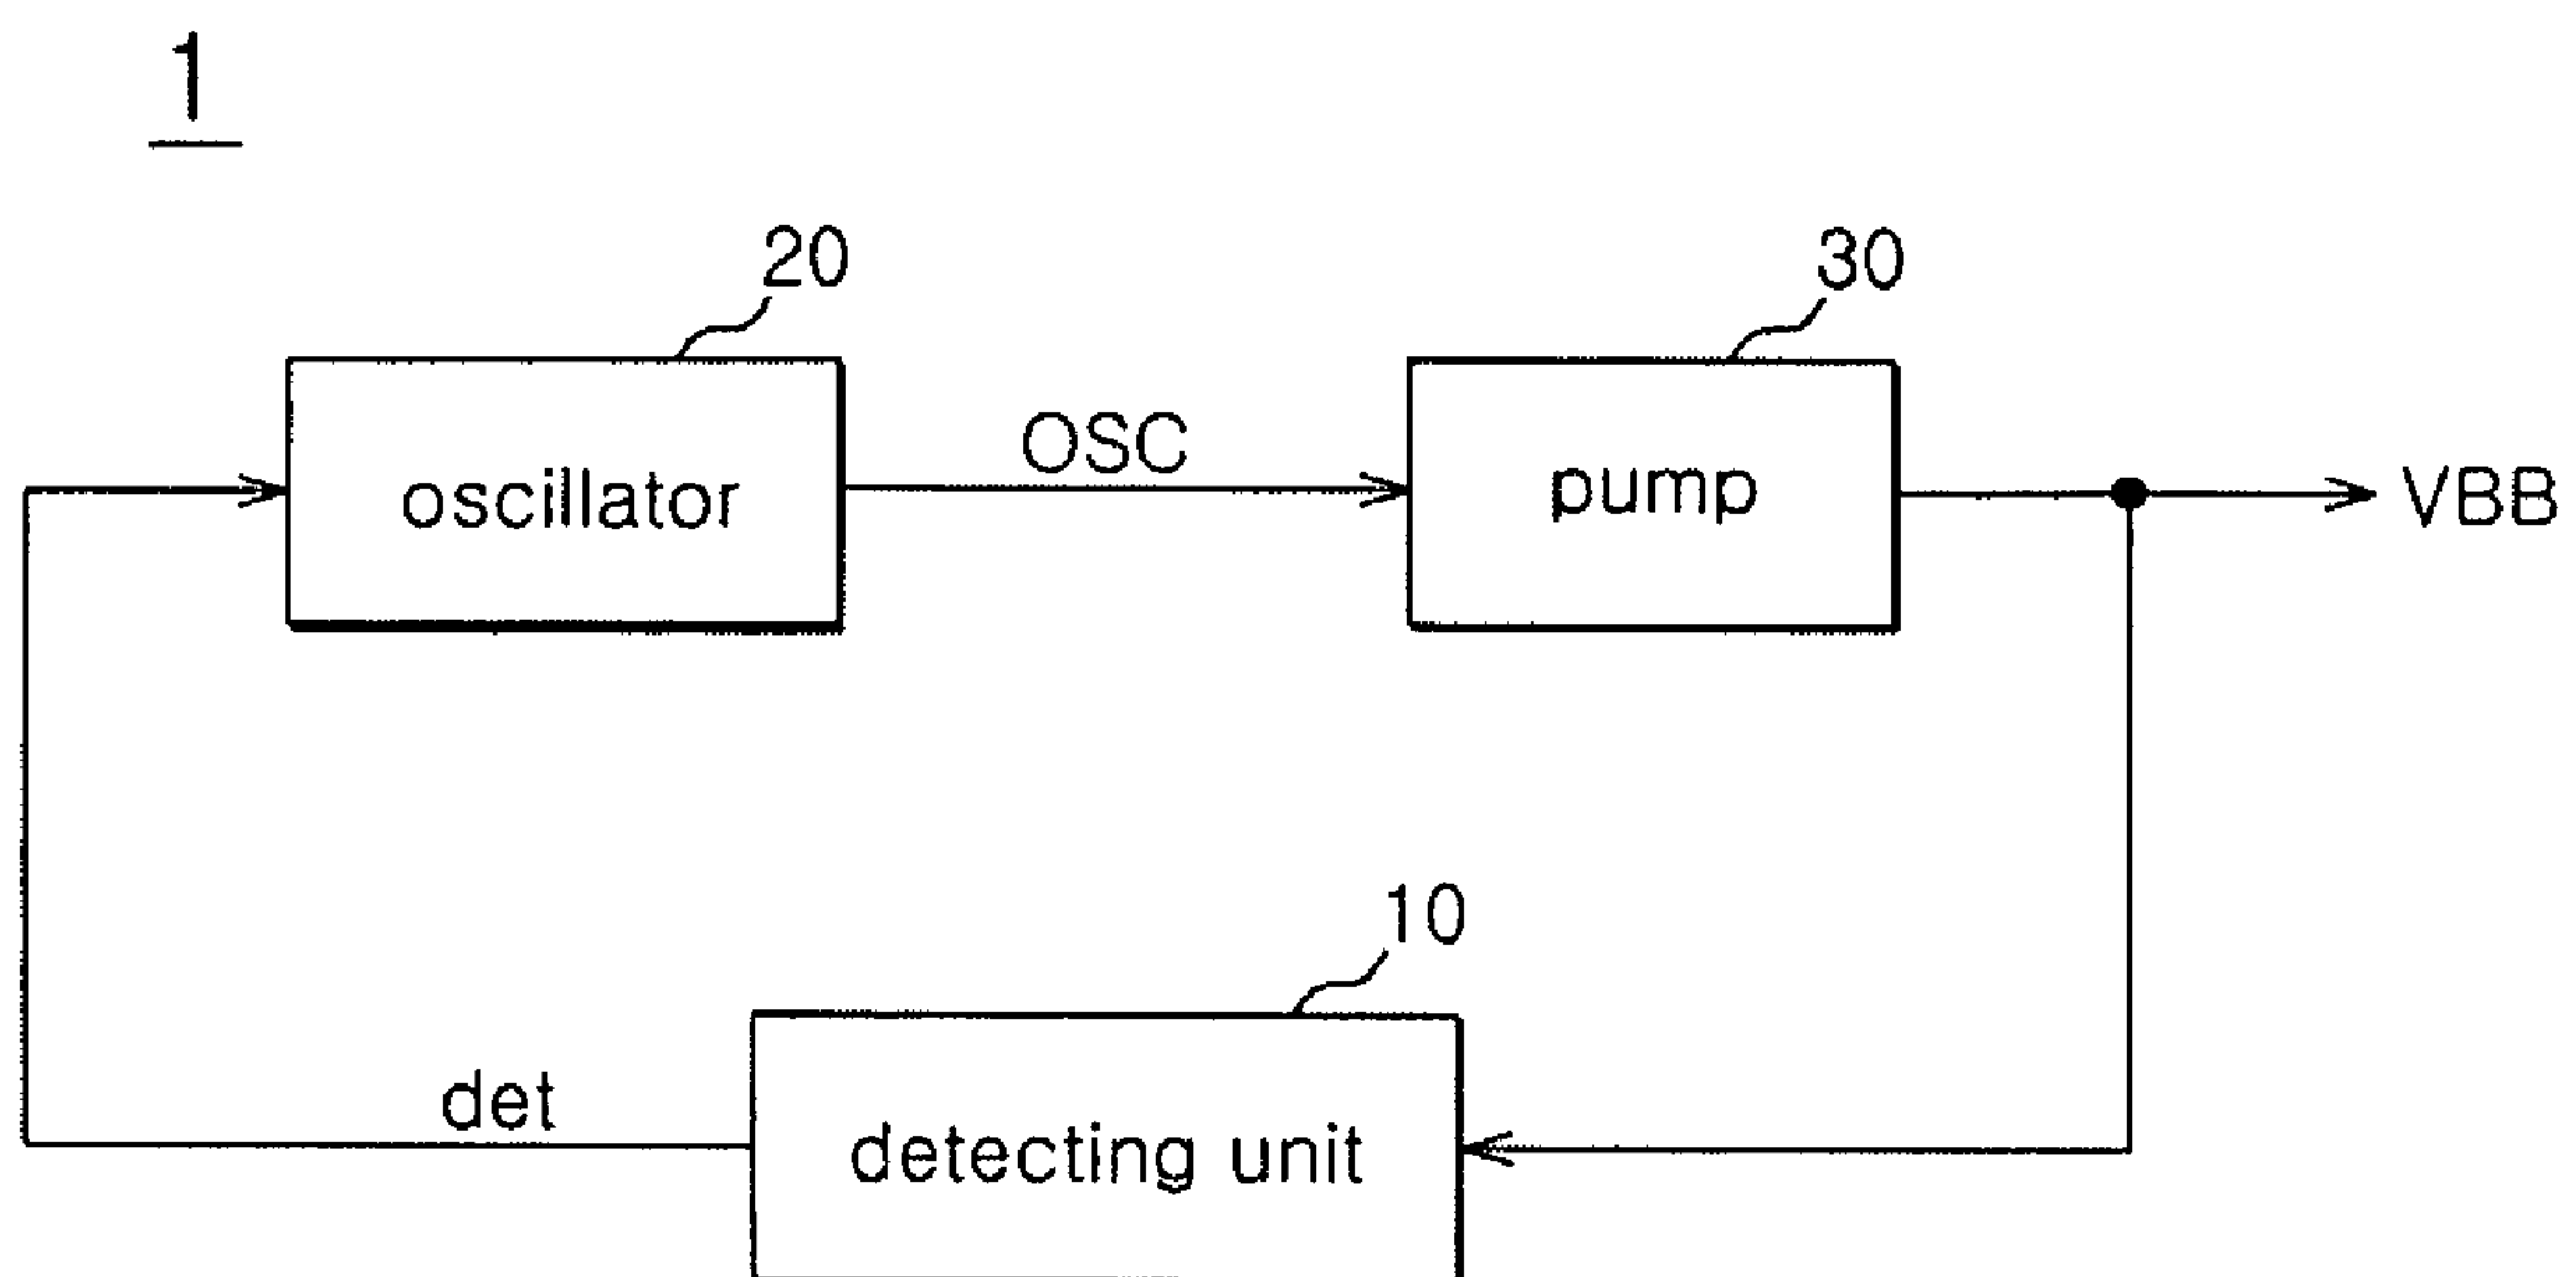 1
20
30
oscillator
OSC
pump
VBB
10
det
detecting unit